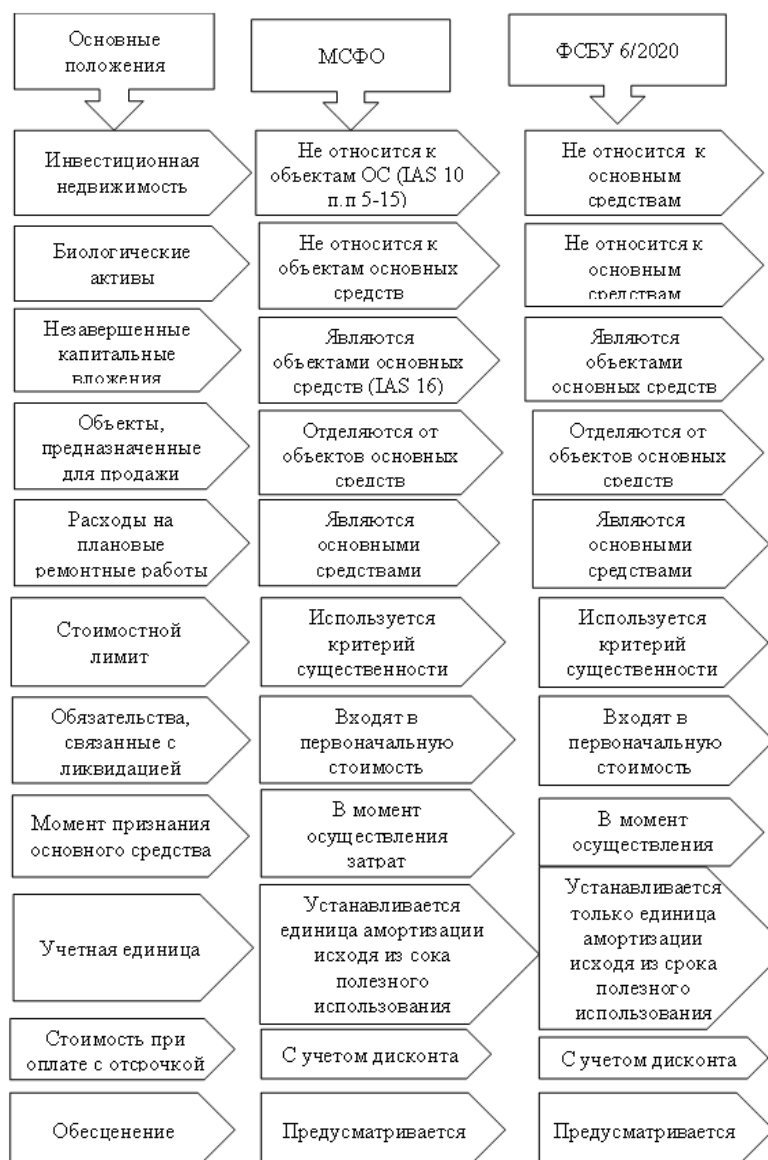 Основные
положения
МСФО
ФСБУ 6/2020
Инвестиционная
недвижимость
Не относится к
объектам ОС (IAS 10
п.п 5-15)
Не относится к
основным
средствам
Биологические
активы
Не относится к
объектам основных
средств
Не относится к
основным
средствам
Незавершенные
капитальные
вложения
Являются
объектами основных
средств (IAS 16)
Являются
объектами
основных средств
Объекты,
предназначенные
для продажи
Отделяются от
объектов основных
средств
Отделяются от
объектов основных
средств
Расходы на
плановые
ремонтные работы
Являются
основными
средствами
Являются
основными
средствами
Стоимостной
лимит
Используется
критерий
существенности
Используется
критерий
существенности
Обязательства,
связанные с
ликвидацией
Входят в
первоначальную
стоимость
Входят в
первоначальную
стоимость
Момент признания
основного средства
В момент
осуществления
затрат
В момент
осуществления
Учетная единица
Устанавливается
единица амортизации
исходя из сока
полезного
использования
Устанавливается
только единица
амортизации
исходя из срока
полезного
использования
Стоимость при
оплате с отсрочкой
С учетом дисконта
С учетом дисконта
Обесценение
Предусматривается
Предусматривается